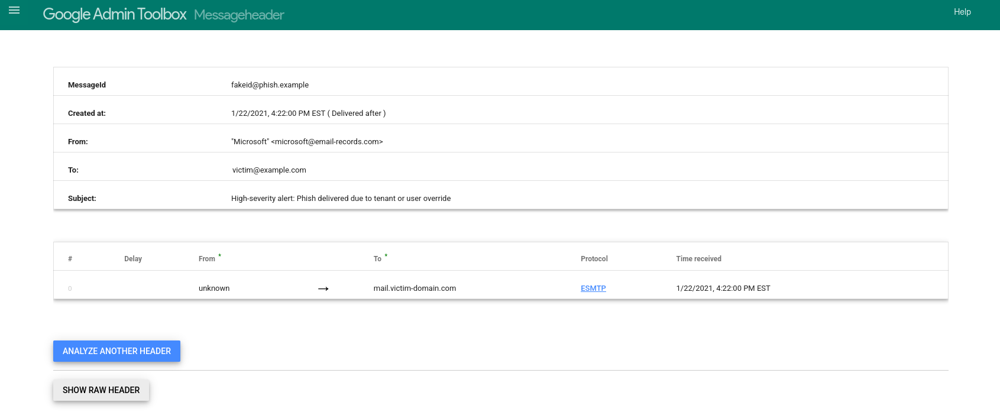 Google Admin Toolbox Messageheader Help
MessageId fakeid@phish.example
Created at: 1/22/2021, 4:22:00 PM EST ( Delivered after )
From: "Microsoft" <microsoft@email-records.com>
To: victim@example.com
Subject: High-severity alert: Phish delivered due to tenant or user override
# Delay From * To * Protocol Time received
0 unknown → mail.victim-domain.com ESMTP 1/22/2021, 4:22:00 PM EST
ANALYZE ANOTHER HEADER
SHOW RAW HEADER